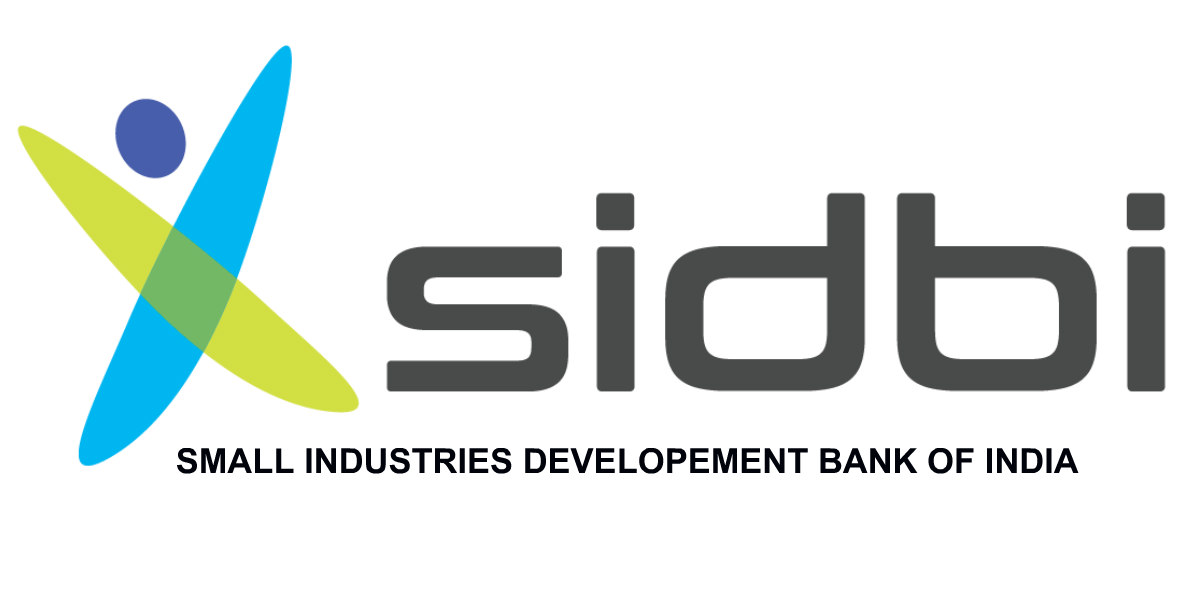 sidbi
SMALL INDUSTRIES DEVELOPEMENT BANK OF INDIA